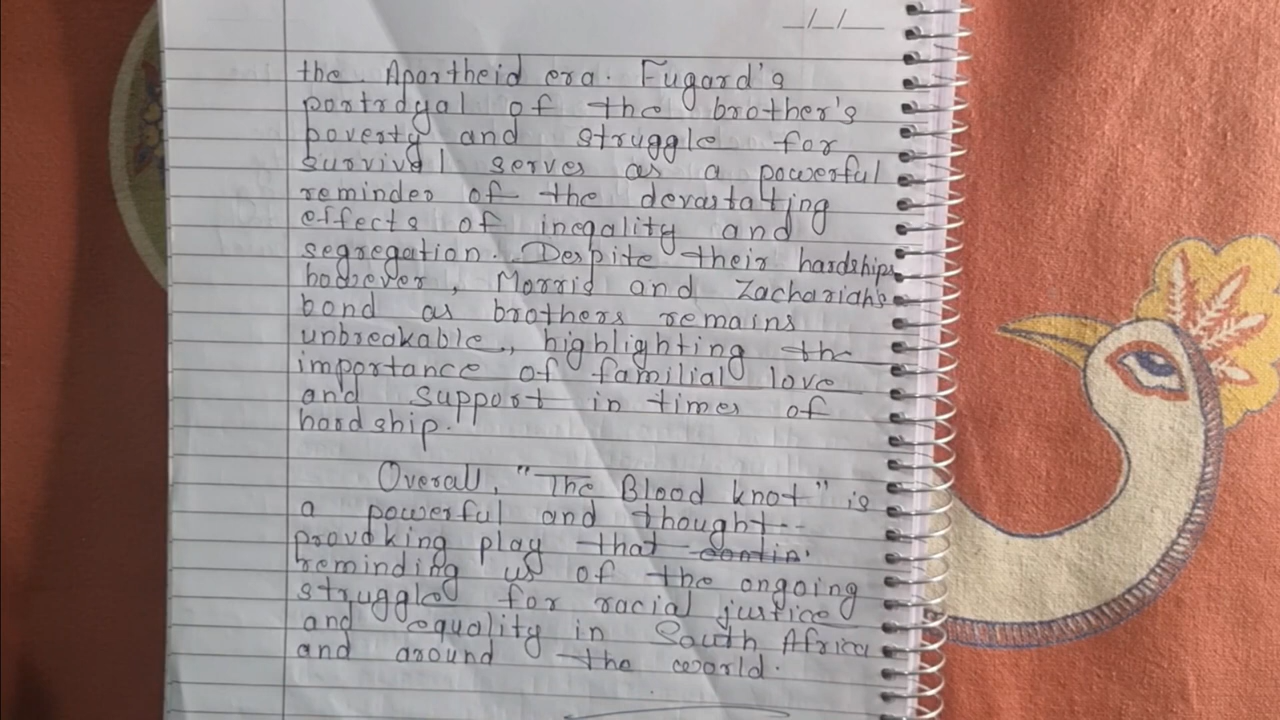 _/_/_
the Apartheid era. Fugard's
portrayal of the brother's
poverty and struggle for
survival serves as a powerful
reminder of the devastating
effects of ineqality and
segregation. Despite their hardships
however, Morris and Zachariah's
bond as brothers remains
unbreakable, highlighting the
importance of familial love
and support in times of
hardship.
Overall, "The Blood knot" is
a powerful and thought--
provoking play that contin'
reminding us of the ongoing
struggle for racial justice
and equality in South Africa
and around the world.